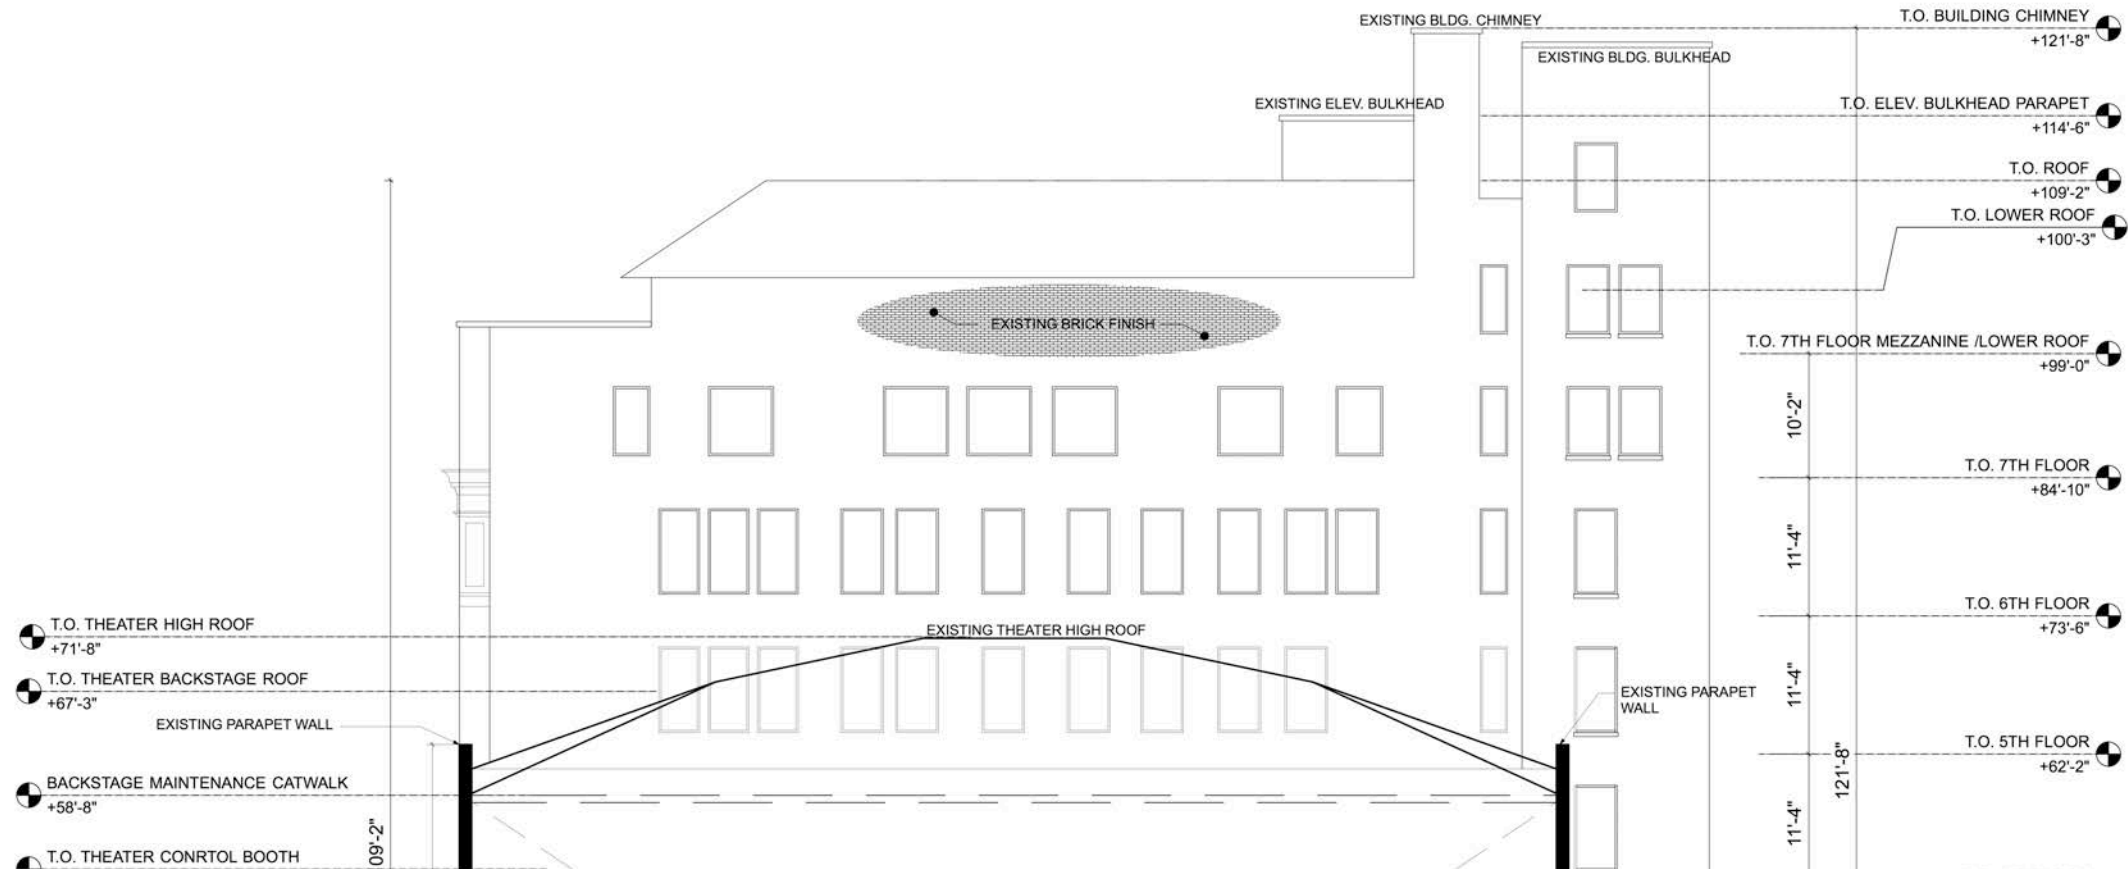 EXISTING BLDG. CHIMNEY
T.O. BUILDING CHIMNEY
+121'-8"
EXISTING BLDG. BULKHEAD
EXISTING ELEV. BULKHEAD
T.O. ELEV. BULKHEAD PARAPET
+114'-6"
T.O. ROOF
+109'-2"
T.O. LOWER ROOF
+100'-3"
EXISTING BRICK FINISH
T.O. 7TH FLOOR MEZZANINE /LOWER ROOF
+99'-0"
10'-2"
T.O. 7TH FLOOR
+84'-10"
11'-4"
T.O. 6TH FLOOR
+73'-6"
T.O. THEATER HIGH ROOF
+71'-8"
EXISTING THEATER HIGH ROOF
T.O. THEATER BACKSTAGE ROOF
+67'-3"
11'-4"
EXISTING PARAPET
WALL
EXISTING PARAPET WALL
T.O. 5TH FLOOR
+62'-2"
121'-8"
BACKSTAGE MAINTENANCE CATWALK
+58'-8"
11'-4"
09'-2"
T.O. THEATER CONRTOL BOOTH